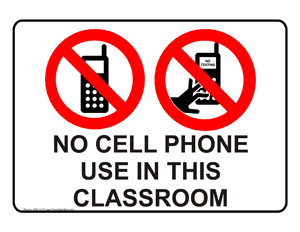 NO
TEXTING
NO CELL PHONE
USE IN THIS
CLASSROOM